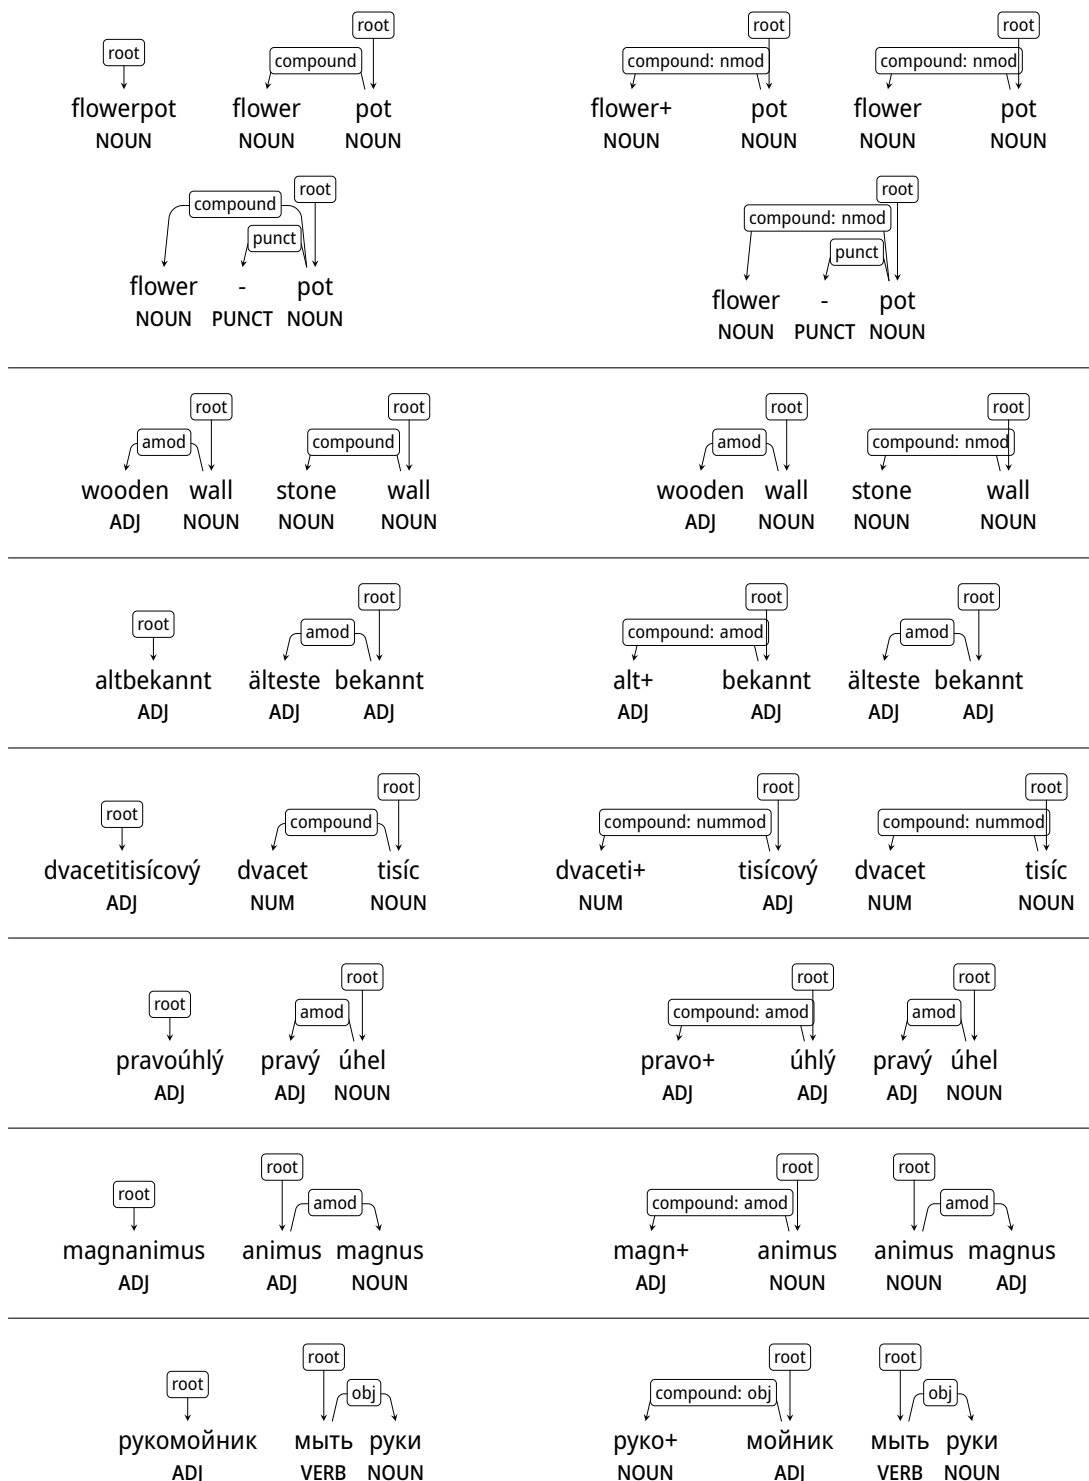 root root root root
root compound compound: nmod compound: nmod
flowerpot flower pot flower+ pot flower pot
NOUN NOUN NOUN NOUN NOUN NOUN NOUN
root root
compound compound: nmod
punct punct
flower - pot
NOUN PUNCT NOUN
flower - pot
NOUN PUNCT NOUN
root root root root
amod compound amod compound: nmod
wooden wall stone wall wooden wall stone wall
ADJ NOUN NOUN NOUN ADJ NOUN NOUN NOUN
root root root
root amod compound: amod amod
altbekannt älteste bekannt alt+ bekannt älteste bekannt
ADJ ADJ ADJ ADJ ADJ ADJ ADJ
root root root
root compound compound: nummod compound: nummod
dvacetitisícový dvacet tisíc dvaceti+ tisícový dvacet tisíc
ADJ NUM NOUN NUM ADJ NUM NOUN
root root root
root amod compound: amod amod
pravoúhlý pravý úhel pravo+ úhlý pravý úhel
ADJ ADJ NOUN ADJ ADJ ADJ NOUN
root root root
root amod compound: amod amod
magnanimus animus magnus magn+ animus animus magnus
ADJ ADJ NOUN ADJ NOUN NOUN ADJ
root root root
root obj compound: obj obj
рукомойник мыть руки руко+ мойник мыть руки
ADJ VERB NOUN NOUN ADJ VERB NOUN